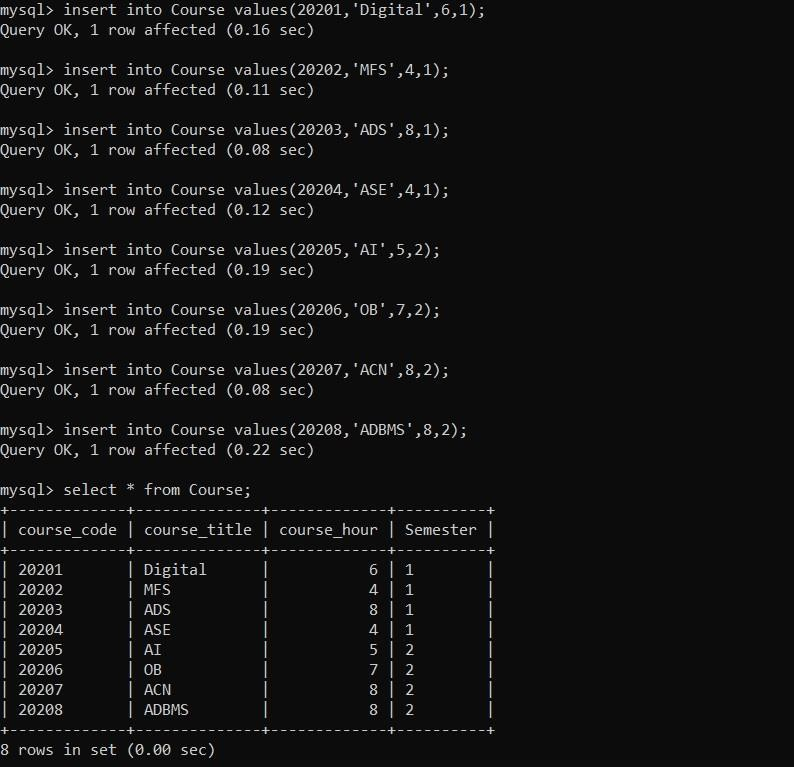 mysql> insert into Course values(20201,'Digital',6,1);
Query OK, 1 row affected (0.16 sec)

mysql> insert into Course values(20202,'MFS',4,1);
Query OK, 1 row affected (0.11 sec)

mysql> insert into Course values(20203,'ADS',8,1);
Query OK, 1 row affected (0.08 sec)

mysql> insert into Course values(20204,'ASE',4,1);
Query OK, 1 row affected (0.12 sec)

mysql> insert into Course values(20205,'AI',5,2);
Query OK, 1 row affected (0.19 sec)

mysql> insert into Course values(20206,'OB',7,2);
Query OK, 1 row affected (0.19 sec)

mysql> insert into Course values(20207,'ACN',8,2);
Query OK, 1 row affected (0.08 sec)

mysql> insert into Course values(20208,'ADBMS',8,2);
Query OK, 1 row affected (0.22 sec)

mysql> select * from Course;
+-------------+--------------+-------------+----------+
| course_code | course_title | course_hour | Semester |
+-------------+--------------+-------------+----------+
| 20201       | Digital      |           6 | 1        |
| 20202       | MFS          |           4 | 1        |
| 20203       | ADS          |           8 | 1        |
| 20204       | ASE          |           4 | 1        |
| 20205       | AI           |           5 | 2        |
| 20206       | OB           |           7 | 2        |
| 20207       | ACN          |           8 | 2        |
| 20208       | ADBMS        |           8 | 2        |
+-------------+--------------+-------------+----------+
8 rows in set (0.00 sec)